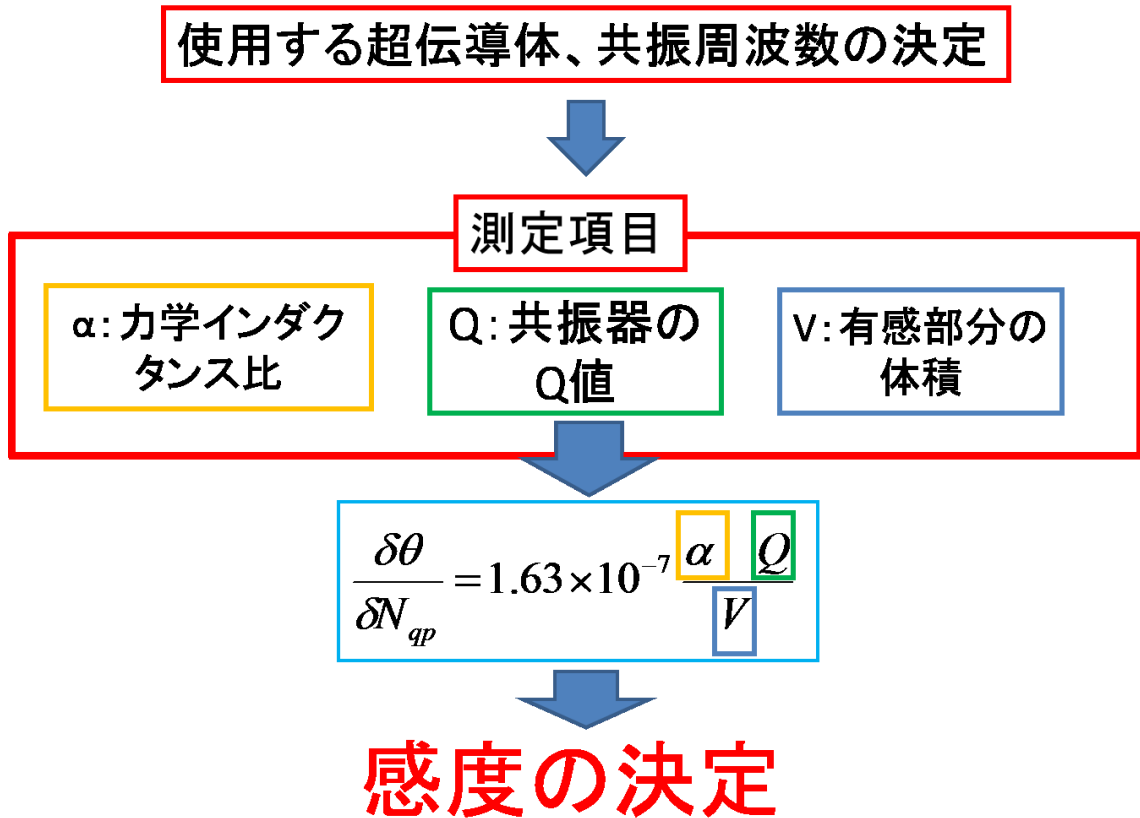 使用する超伝導体、共振周波数の決定
測定項目
α:力学インダク
タンス比
Q:共振器の
Q値
V:有感部分の
体積
δθ/δN_qp = 1.63×10^-7 α Q/V
感度の決定